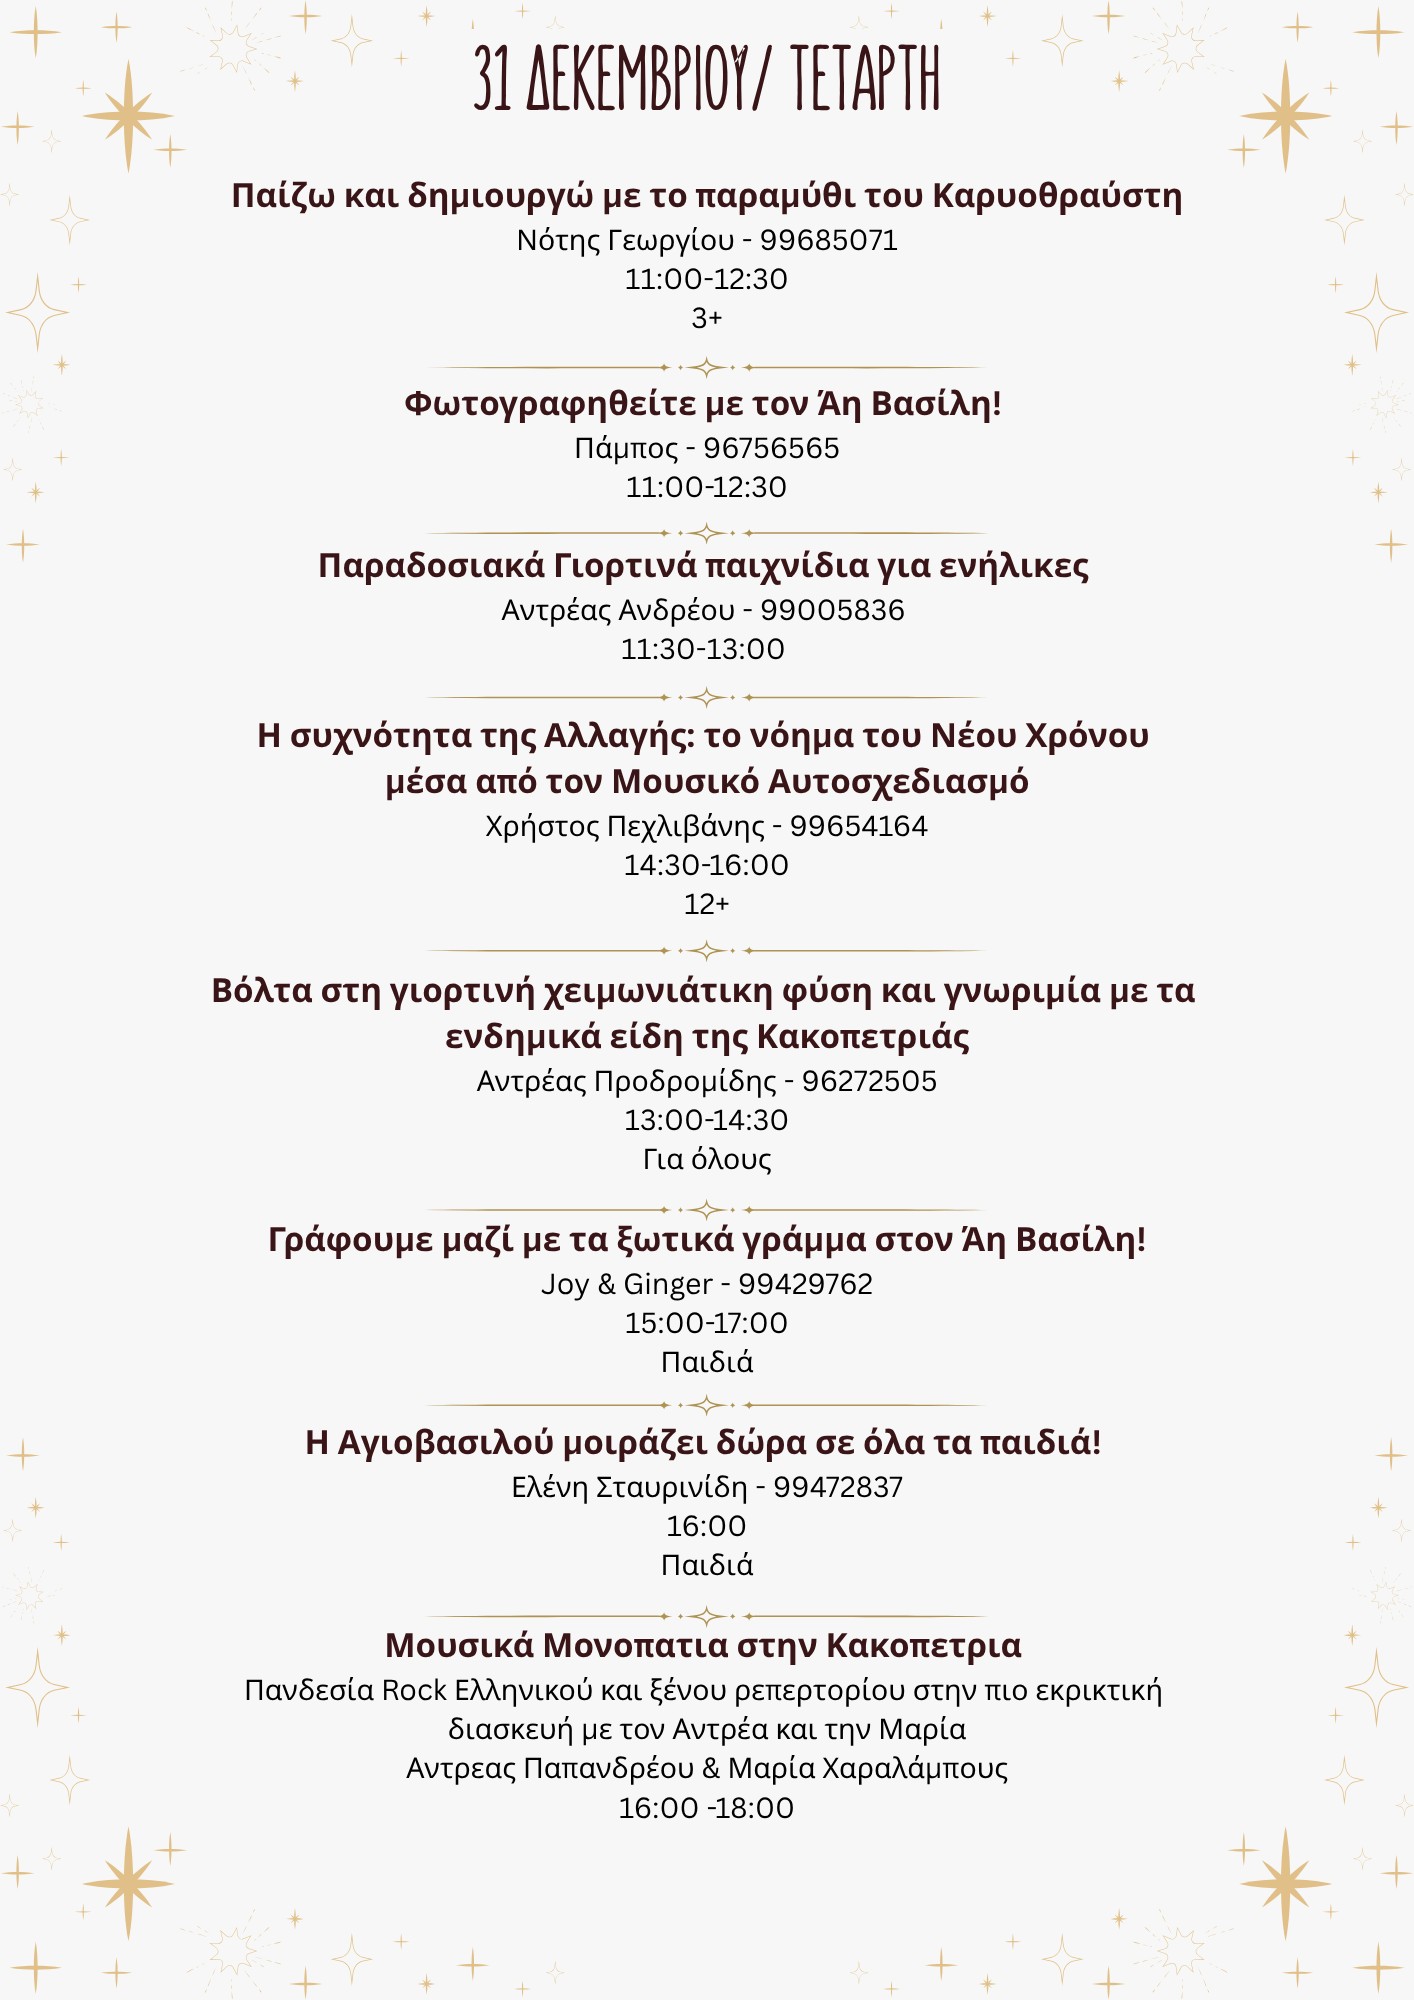 31 ΔΕΚΕΜΒΡΙΟΥ/ ΤΕΤΑΡΤΗ
Παίζω και δημιουργώ με το παραμύθι του Καρυοθραύστη
Νότης Γεωργίου - 99685071
11:00-12:30
3+
Φωτογραφηθείτε με τον Άη Βασίλη!
Πάμπος - 96756565
11:00-12:30
Παραδοσιακά Γιορτινά παιχνίδια για ενήλικες
Αντρέας Ανδρέου - 99005836
11:30-13:00
Η συχνότητα της Αλλαγής: το νόημα του Νέου Χρόνου
μέσα από τον Μουσικό Αυτοσχεδιασμό
Χρήστος Πεχλιβάνης - 99654164
14:30-16:00
12+
Βόλτα στη γιορτινή χειμωνιάτικη φύση και γνωριμία με τα
ενδημικά είδη της Κακοπετριάς
Αντρέας Προδρομίδης - 96272505
13:00-14:30
Για όλους
Γράφουμε μαζί με τα ξωτικά γράμμα στον Άη Βασίλη!
Joy & Ginger - 99429762
15:00-17:00
Παιδιά
Η Αγιοβασιλού μοιράζει δώρα σε όλα τα παιδιά!
Ελένη Σταυρινίδη - 99472837
16:00
Παιδιά
Μουσικά Μονοπατια στην Κακοπετρια
Πανδεσία Rock Ελληνικού και ξένου ρεπερτορίου στην πιο εκρικτική
διασκευή με τον Αντρέα και την Μαρία
Αντρεας Παπανδρέου & Μαρία Χαραλάμπους
16:00 -18:00